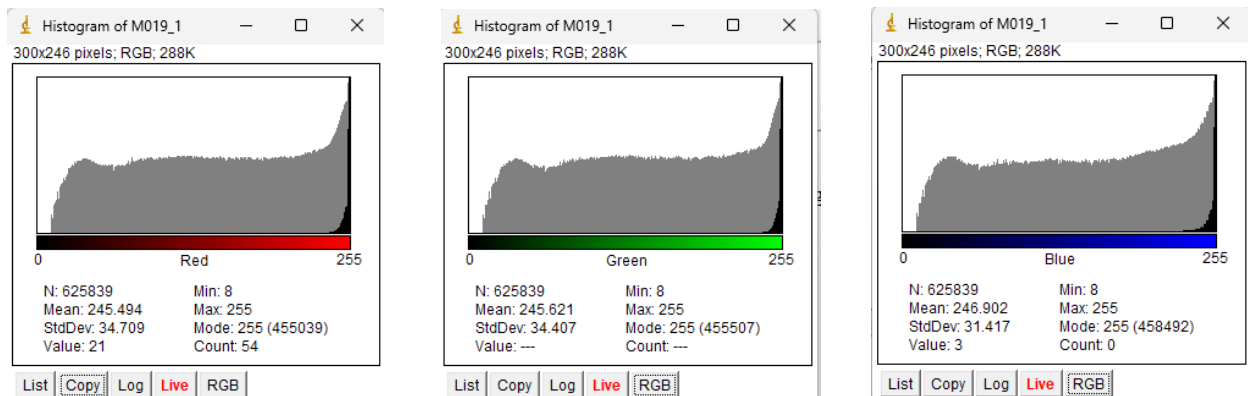 Histogram of M019_1
300x246 pixels; RGB; 288K
0 Red 255
N: 625839 Min: 8
Mean: 245.494 Max: 255
StdDev: 34.709 Mode: 255 (455039)
Value: 21 Count: 54
List Copy Log Live RGB
Histogram of M019_1
300x246 pixels; RGB; 288K
0 Green 255
N: 625839 Min: 8
Mean: 245.621 Max: 255
StdDev: 34.407 Mode: 255 (455507)
Value: --- Count: ---
List Copy Log Live RGB
Histogram of M019_1
300x246 pixels; RGB; 288K
0 Blue 255
N: 625839 Min: 8
Mean: 246.902 Max: 255
StdDev: 31.417 Mode: 255 (458492)
Value: 3 Count: 0
List Copy Log Live RGB